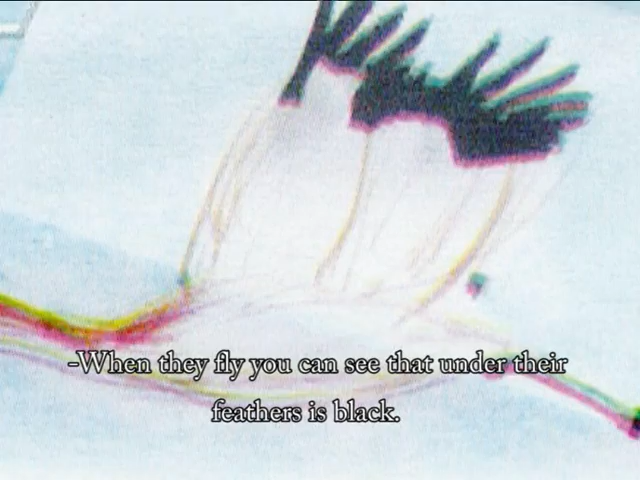 -When they fly you can see that under their
feathers is black.